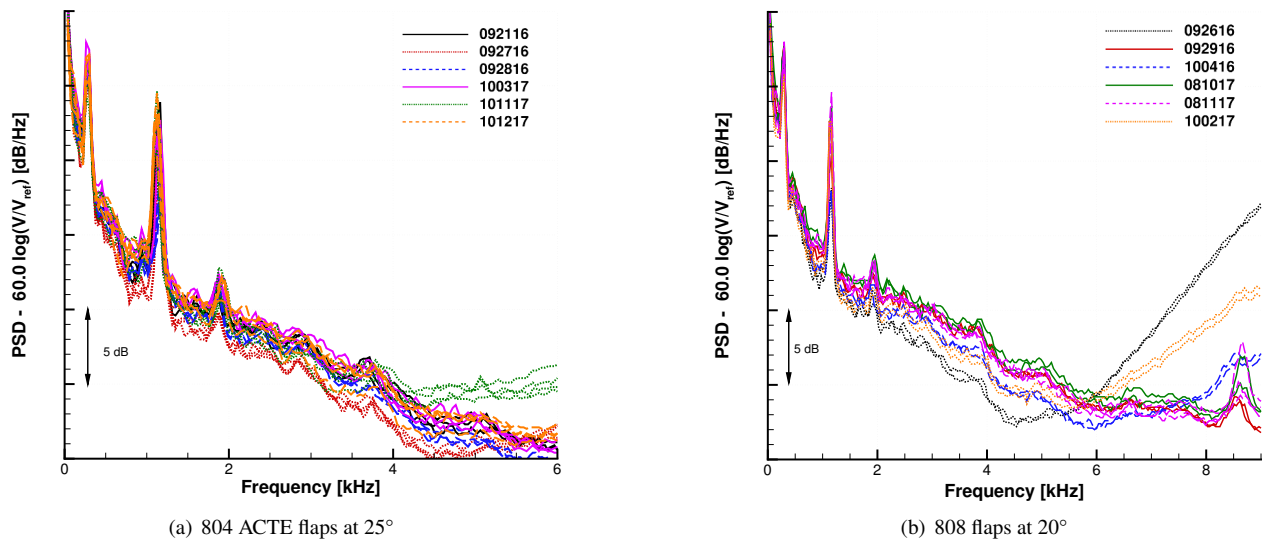 PSD - 60.0 log(V/Vref) [dB/Hz]
092116
092716
092816
100317
101117
101217
5 dB
0
2
4
6
Frequency [kHz]
(a) 804 ACTE flaps at 25°
PSD - 60.0 log(V/Vref) [dB/Hz]
092616
092916
100416
081017
081117
100217
5 dB
0
2
4
6
8
Frequency [kHz]
(b) 808 flaps at 20°